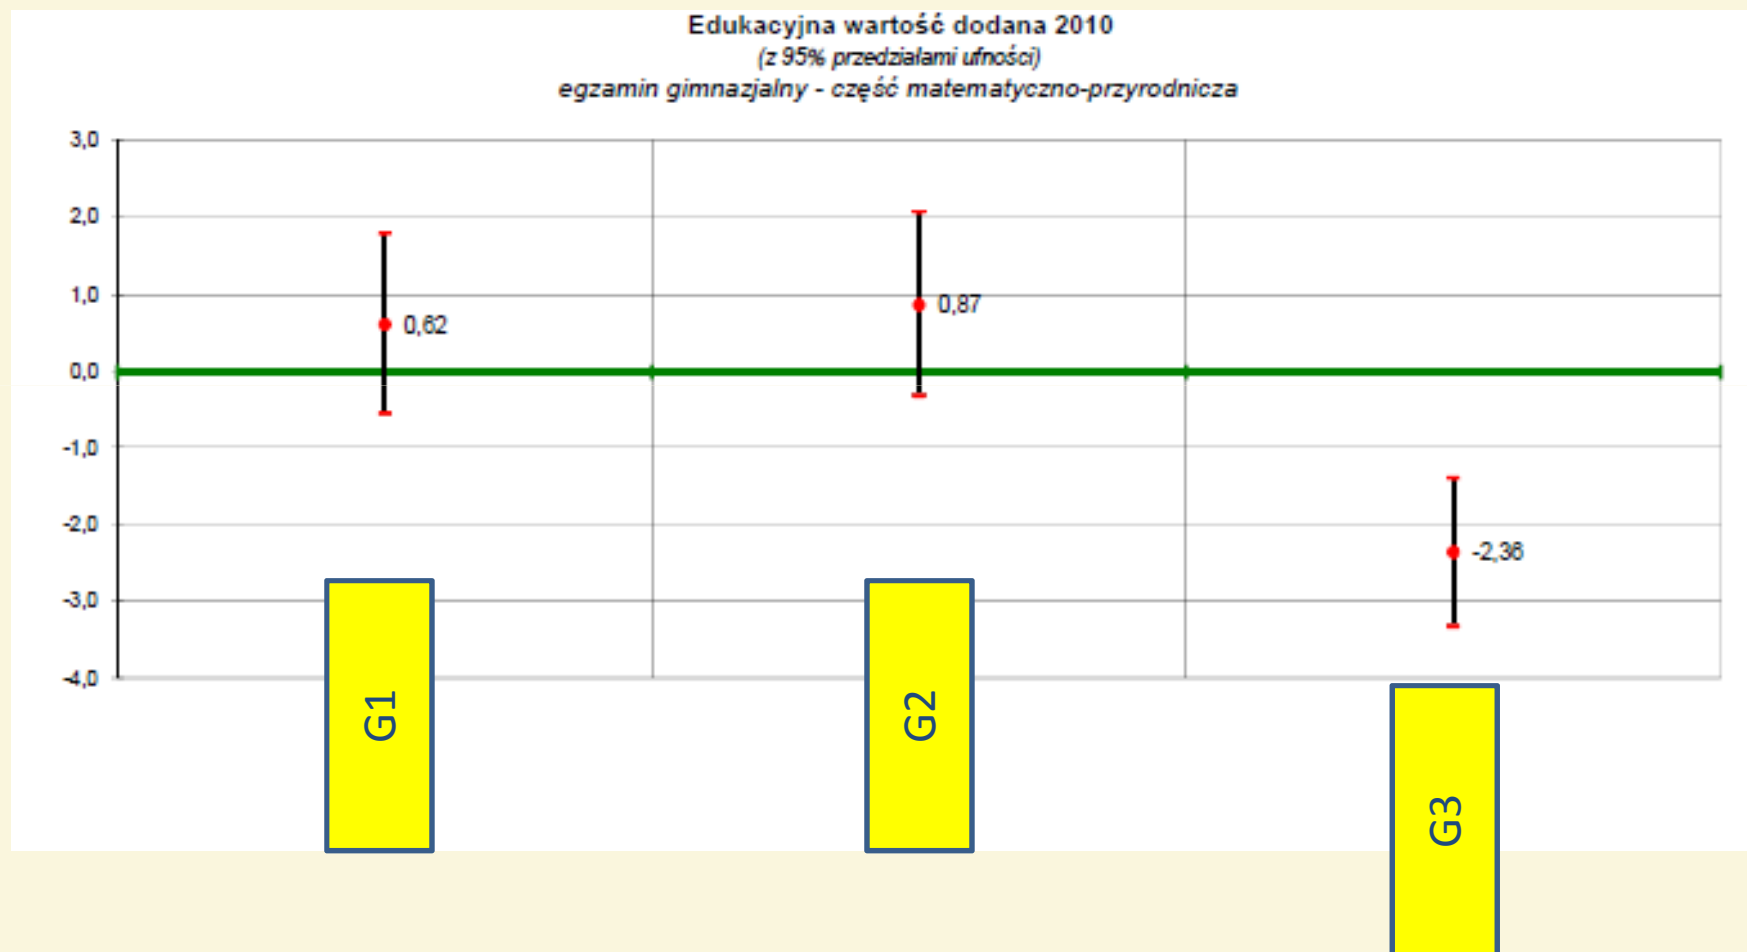 Edukacyjna wartość dodana 2010
(z 95% przedziałami ufności)
egzamin gimnazjalny - część matematyczno-przyrodnicza
3,0
2,0
1,0
0,0
-1,0
-2,0
-3,0
-4,0
0,62
0,87
-2,36
G1
G2
G3